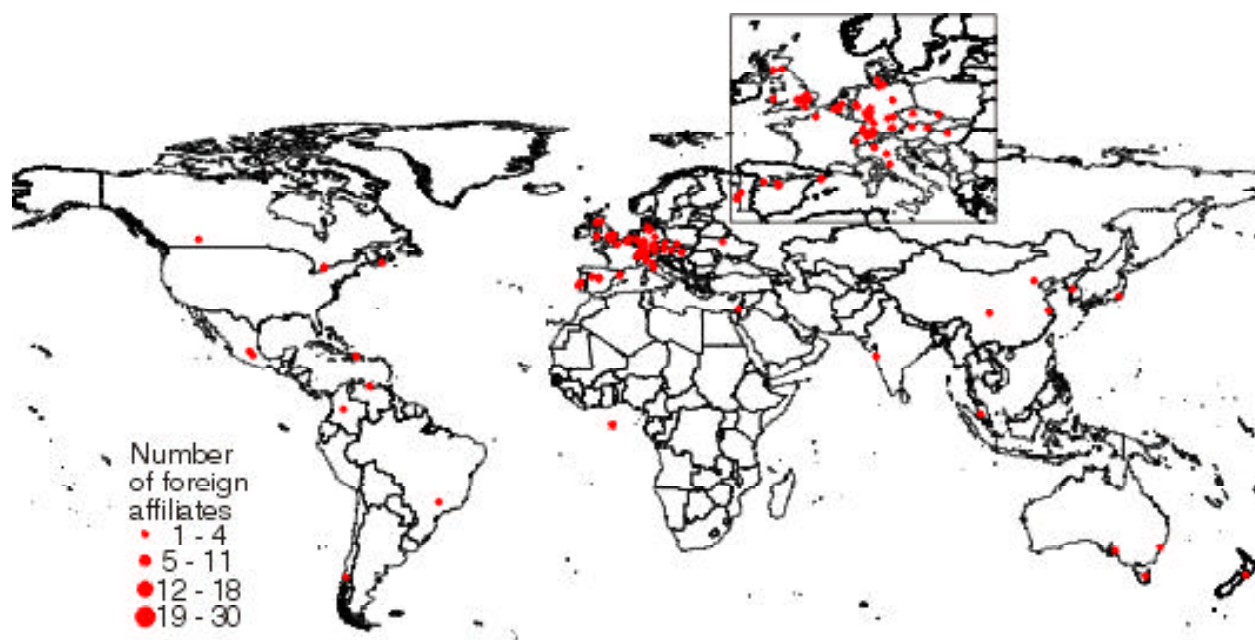 Number
of foreign
affiliates
1 - 4
5 - 11
12 - 18
19 - 30